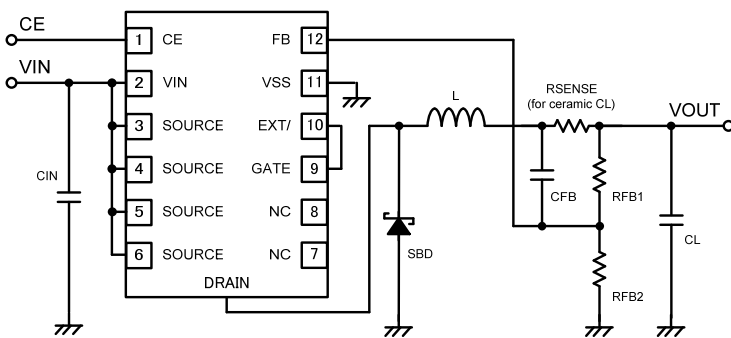 CE
VIN
CIN
1 CE
2 VIN
3 SOURCE
4 SOURCE
5 SOURCE
6 SOURCE
FB 12
VSS 11
EXT/ 10
GATE 9
NC 8
NC 7
DRAIN
L
SBD
RSENSE
(for ceramic CL)
VOUT
CFB
RFB1
RFB2
CL